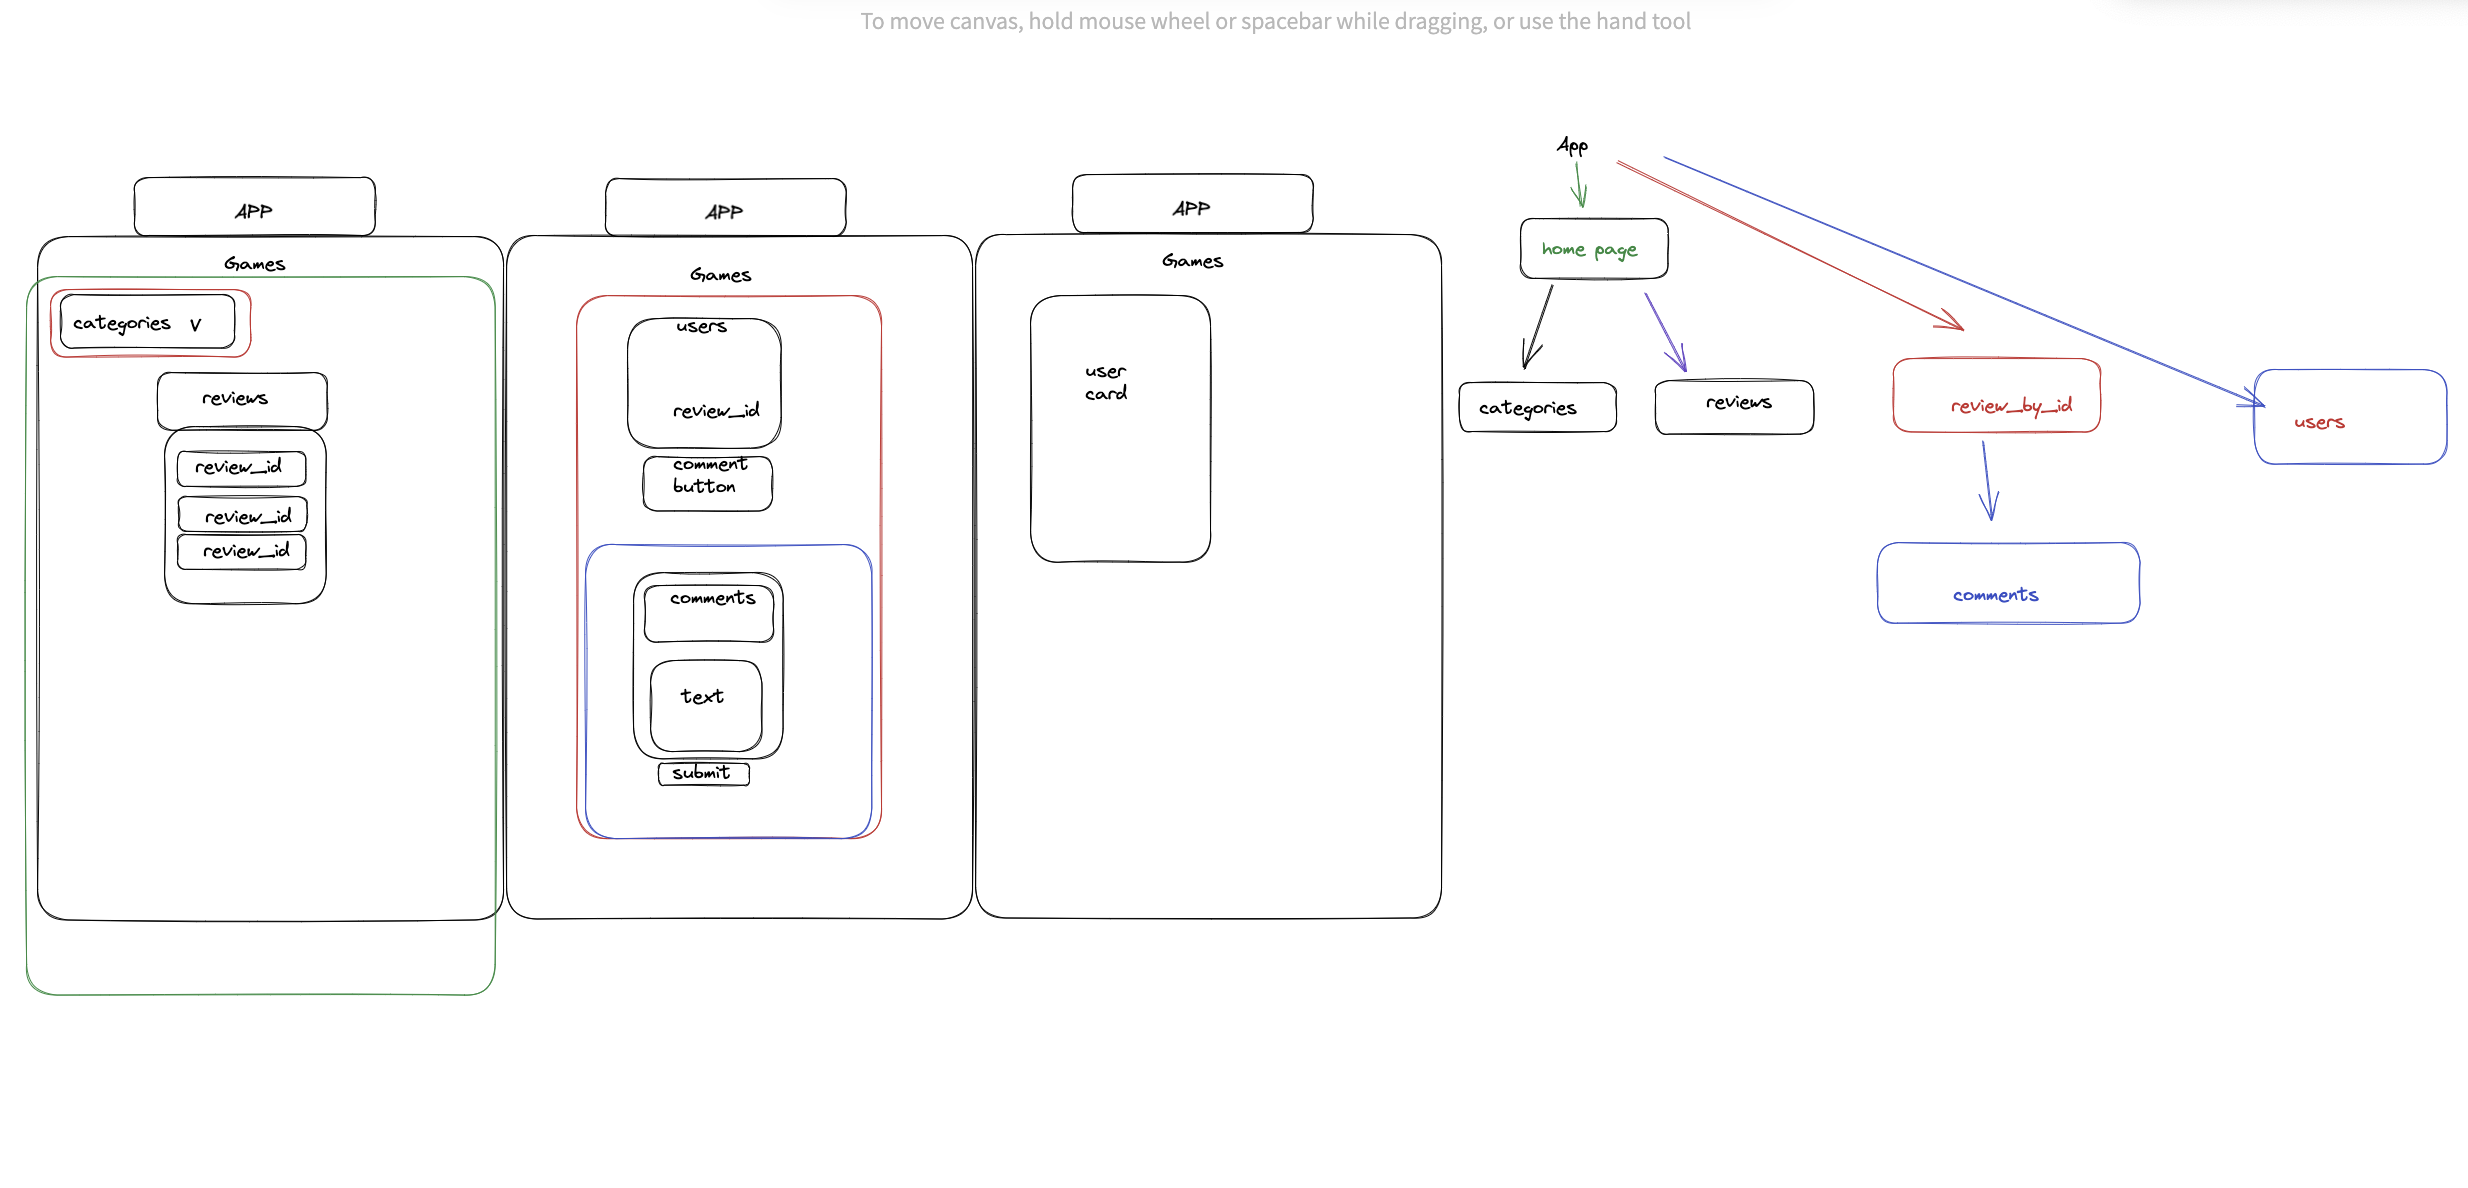 To move canvas, hold mouse wheel or spacebar while dragging, or use the hand tool
APP
Games
categories v
reviews
review_id
review_id
review_id
APP
Games
users
review_id
comment
button
comments
text
submit
APP
Games
user
card
App
home page
categories
reviews
review_by_id
users
comments